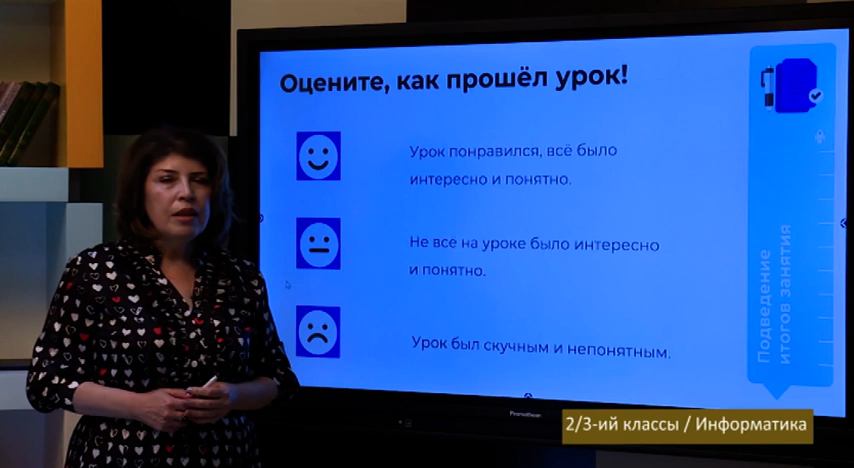 Оцените, как прошёл урок!
Урок понравился, всё было
интересно и понятно.
Не всё на уроке было интересно
и понятно.
Урок был скучным и непонятным.
Подведение
итогов занятия
Promethean
2/3-ий классы / Информатика